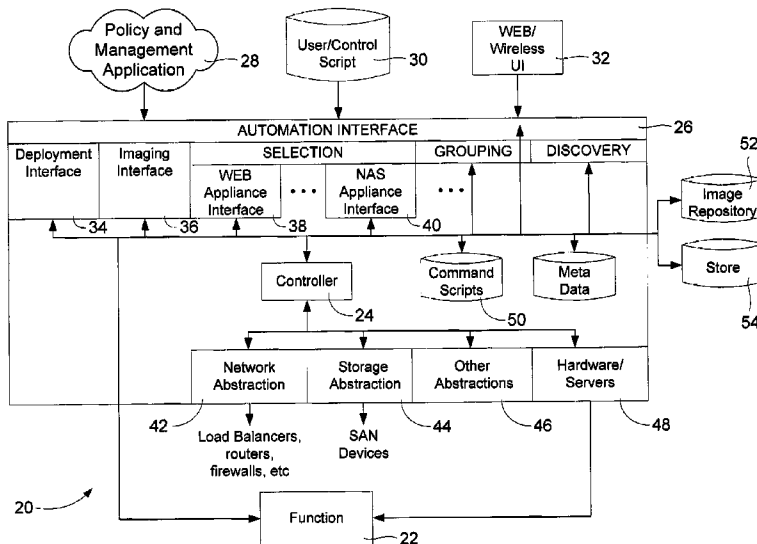 Policy and
Management
Application
28
User/Control
Script
30
WEB/
Wireless
UI
32
AUTOMATION INTERFACE
26
Deployment
Interface
34
Imaging
Interface
36
SELECTION
GROUPING
DISCOVERY
WEB
Appliance
Interface
38
NAS
Appliance
Interface
40
52
Image
Repository
Store
54
Controller
24
Command
Scripts
50
Meta
Data
Network
Abstraction
42
Storage
Abstraction
44
Other
Abstractions
46
Hardware/
Servers
48
Load Balancers,
routers,
firewalls, etc
SAN
Devices
20
Function
22